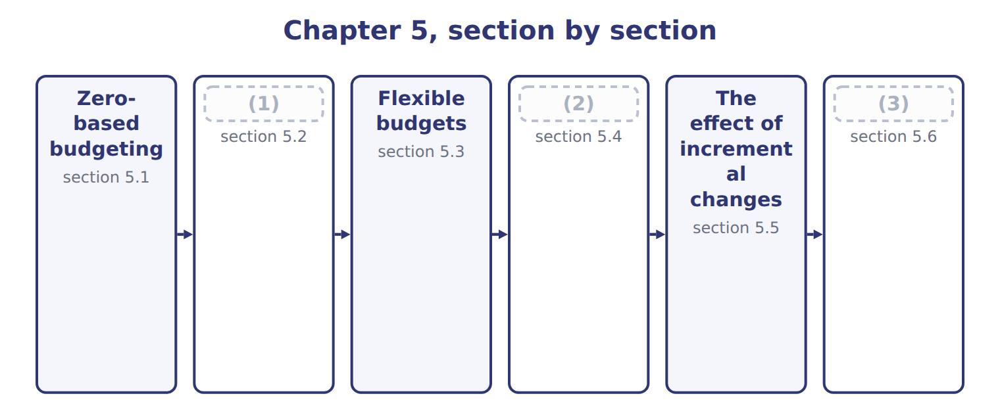 Chapter 5, section by section
Zero-
based
budgeting
section 5.1
(1)
section 5.2
Flexible
budgets
section 5.3
(2)
section 5.4
The
effect of
increment
al
changes
section 5.5
(3)
section 5.6